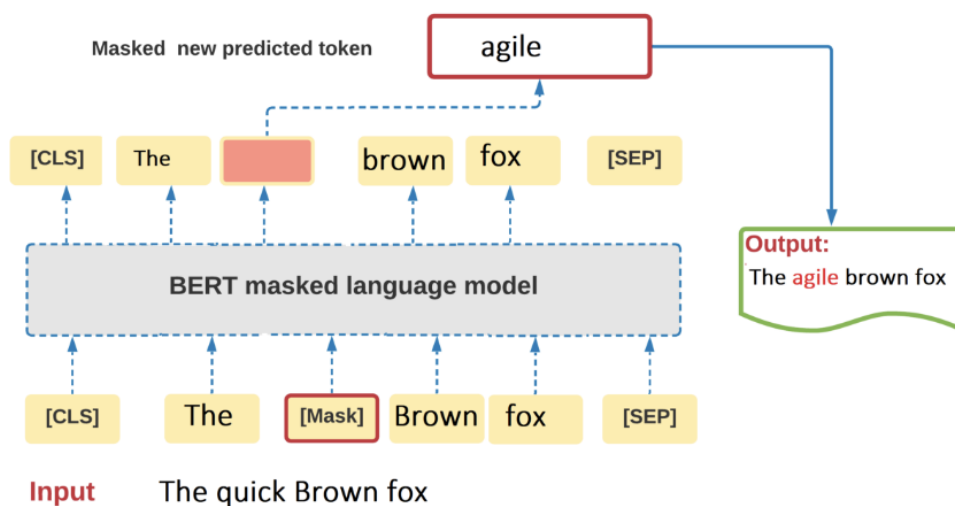 Masked new predicted token
agile
[CLS] The brown fox [SEP]
BERT masked language model
Output:
The agile brown fox
[CLS] The [Mask] Brown fox [SEP]
Input The quick Brown fox